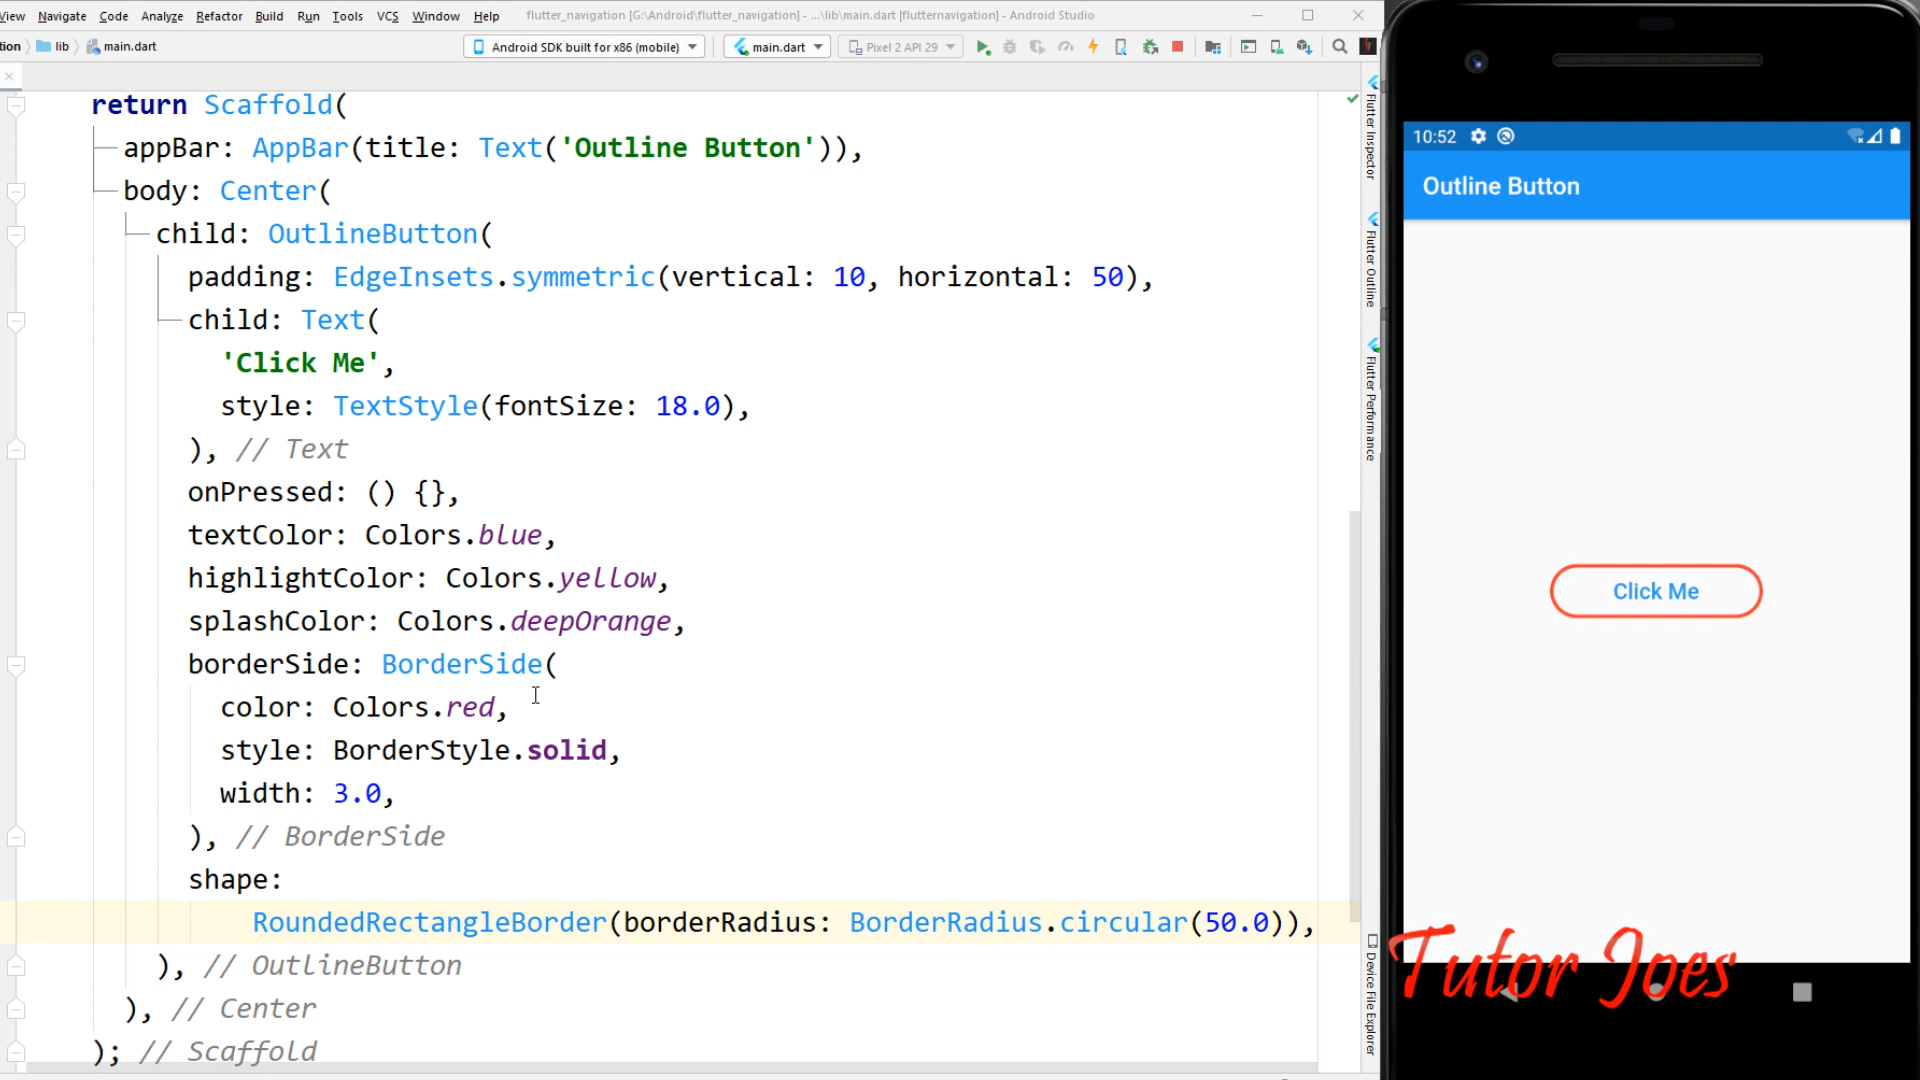 View Navigate Code Analyze Refactor Build Run Tools VCS Window Help flutter_navigation [G:\Android\flutter_navigation] - ...\lib\main.dart [flutternavigation] - Android Studio
tion lib main.dart Android SDK built for x86 (mobile) main.dart Pixel 2 API 29
return Scaffold(
appBar: AppBar(title: Text('Outline Button')),
body: Center(
child: OutlineButton(
padding: EdgeInsets.symmetric(vertical: 10, horizontal: 50),
child: Text(
'Click Me',
style: TextStyle(fontSize: 18.0),
), // Text
onPressed: () {},
textColor: Colors.blue,
highlightColor: Colors.yellow,
splashColor: Colors.deepOrange,
borderSide: BorderSide(
color: Colors.red,
style: BorderStyle.solid,
width: 3.0,
), // BorderSide
shape:
RoundedRectangleBorder(borderRadius: BorderRadius.circular(50.0)),
), // OutlineButton
), // Center
); // Scaffold
Flutter Inspector
Flutter Outline
Flutter Performance
Device File Explorer
10:52
Outline Button
Click Me
Tutor Joes